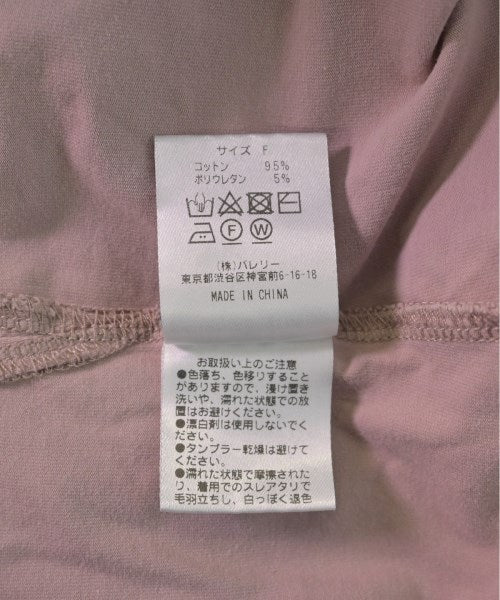 サイズ F
コットン 95%
ポリウレタン 5%
F W
(株)バレリー
東京都渋谷区神宮前6-16-18
MADE IN CHINA
お取扱い上のご注意
●色落ち、色移りすること
がありますので、浸け置き
洗いや、濡れた状態での放
置はお避けください。
●漂白剤は使用しないでく
ださい。
●タンブラー乾燥は避けて
ください。
●濡れた状態で摩擦された
り、着用でのスレアタリで
毛羽立ちし、白っぽく退色